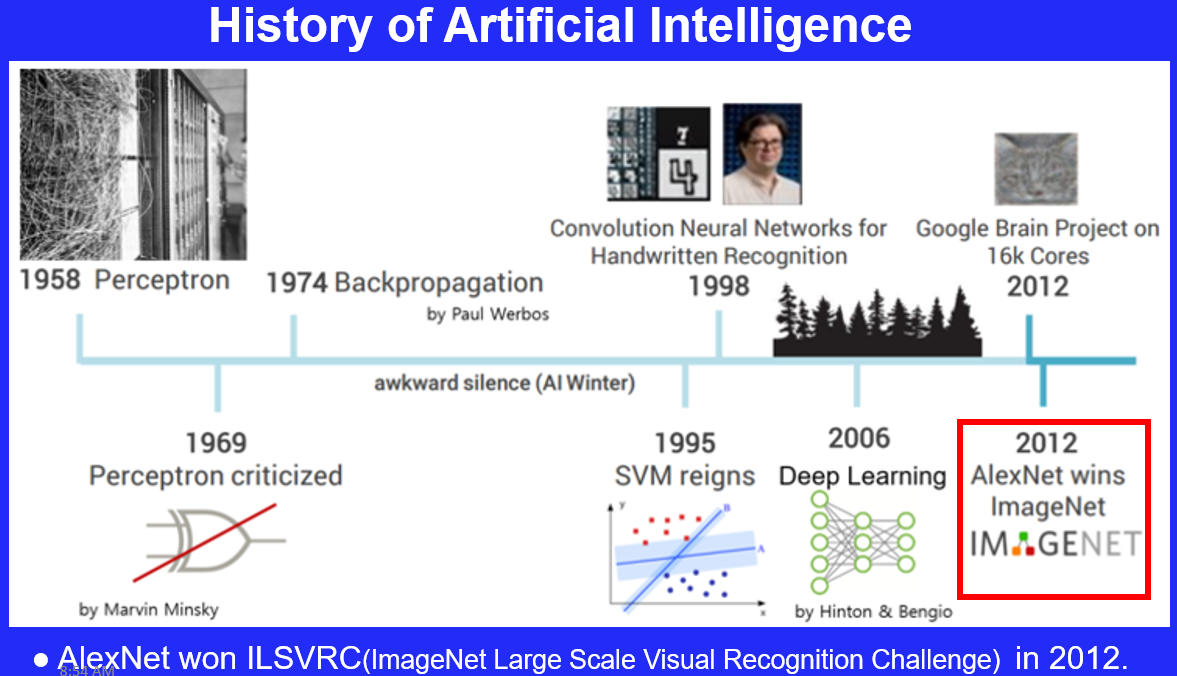 History of Artificial Intelligence
7
4
Convolution Neural Networks for
Handwritten Recognition
1998
Google Brain Project on
16k Cores
2012
1958 Perceptron
1974 Backpropagation
by Paul Werbos
awkward silence (AI Winter)
1969
Perceptron criticized
by Marvin Minsky
1995
SVM reigns
y
B
A
x
2006
Deep Learning
by Hinton & Bengio
2012
AlexNet wins
ImageNet
IMAGENET
● AlexNet won ILSVRC(ImageNet Large Scale Visual Recognition Challenge) in 2012.
8:54 AM